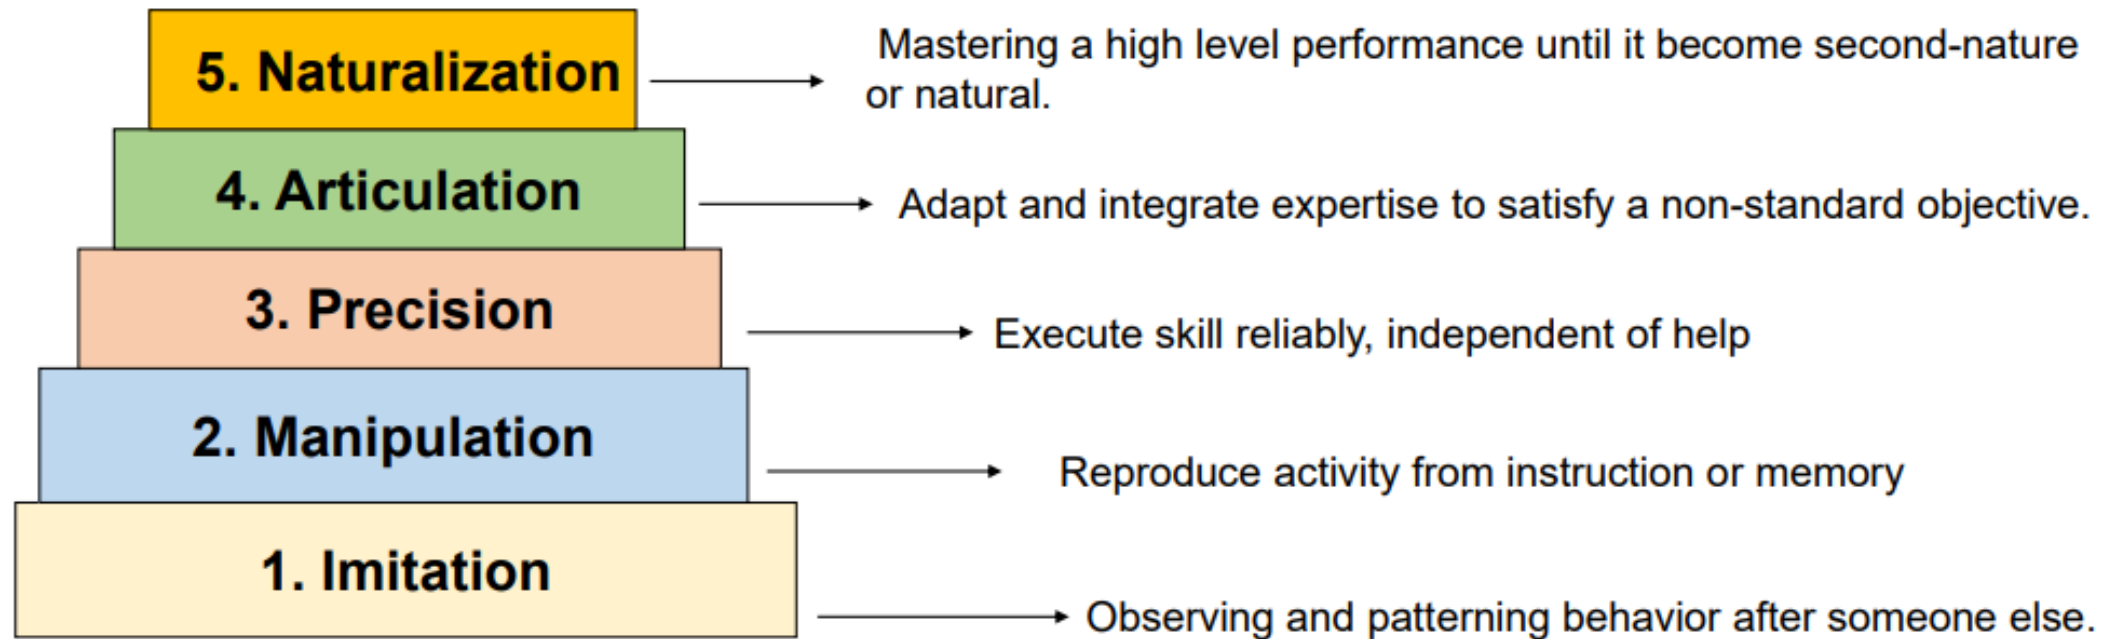 5. Naturalization
Mastering a high level performance until it become second-nature
or natural.
4. Articulation
Adapt and integrate expertise to satisfy a non-standard objective.
3. Precision
Execute skill reliably, independent of help
2. Manipulation
Reproduce activity from instruction or memory
1. Imitation
Observing and patterning behavior after someone else.